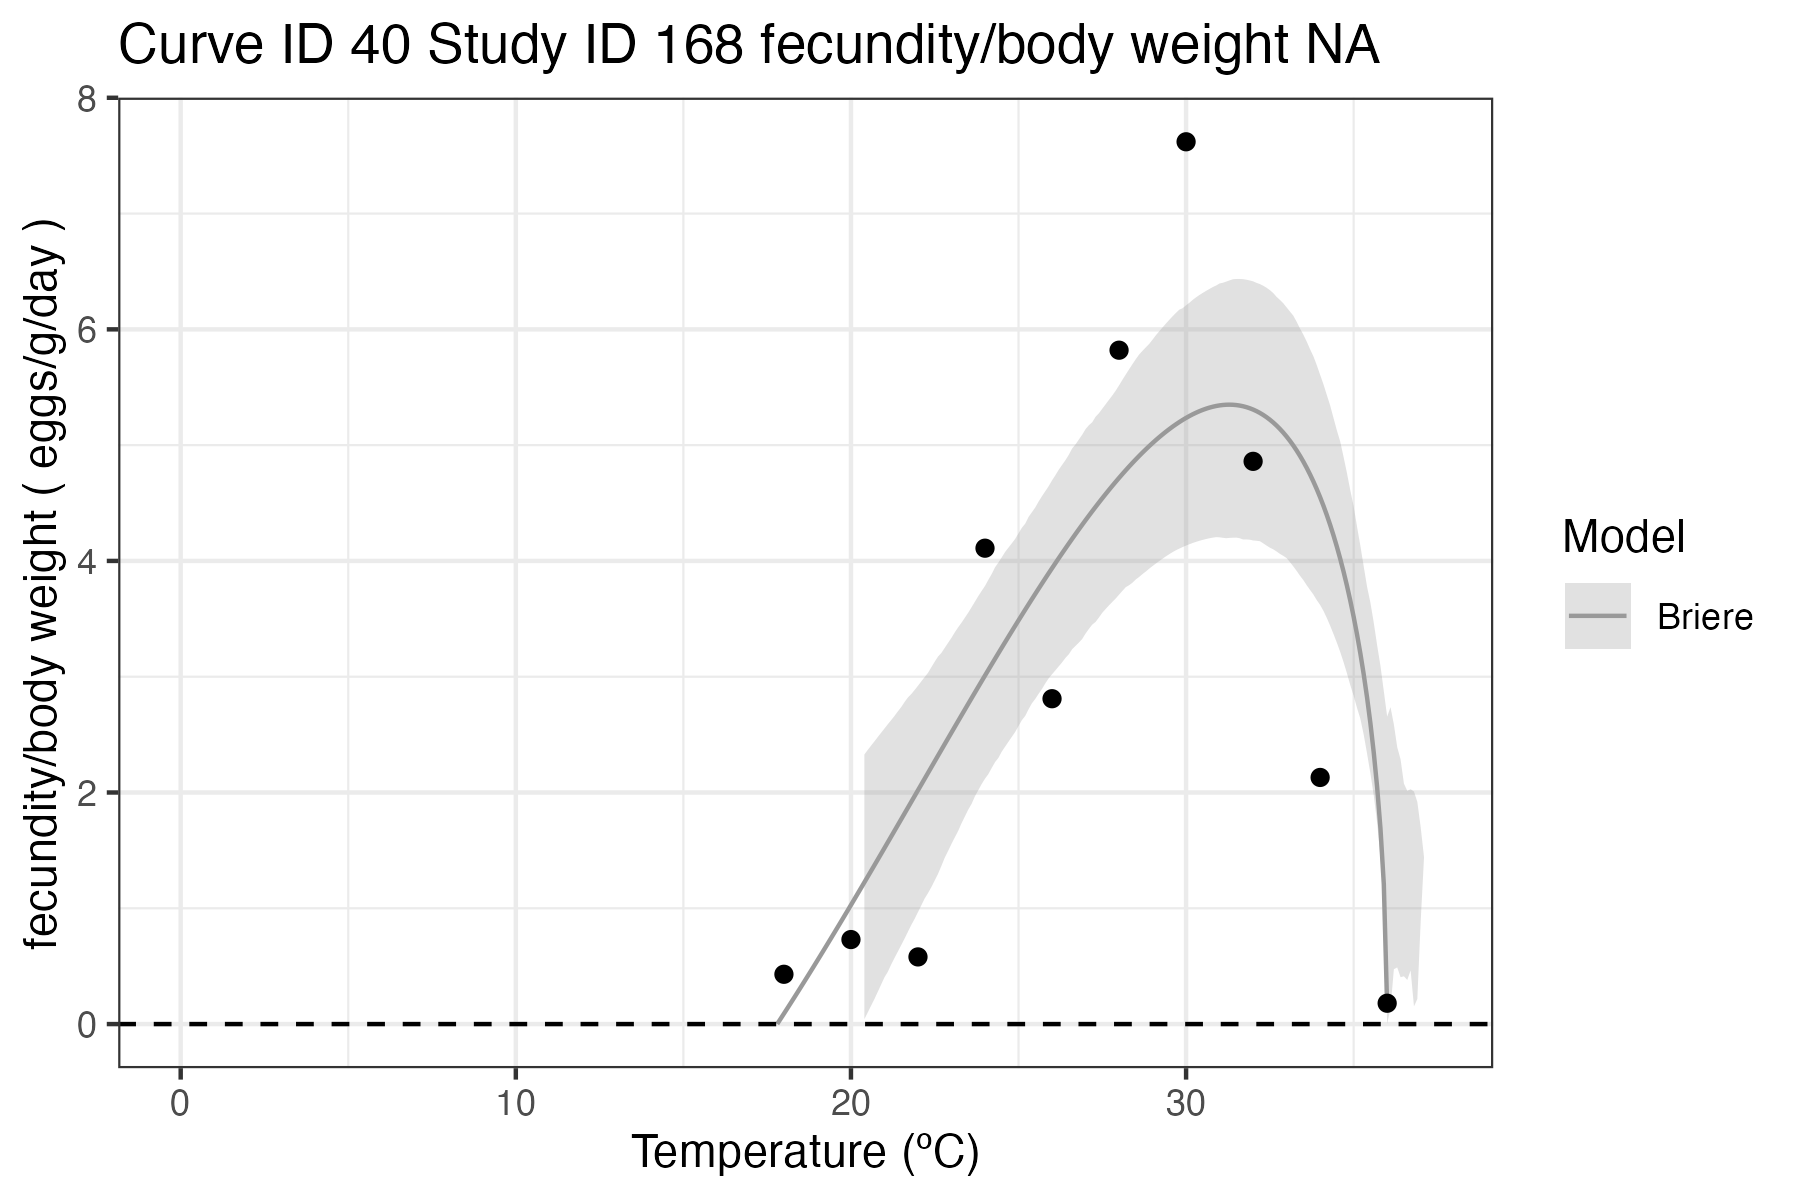 Curve ID 40 Study ID 168 fecundity/body weight NA
fecundity/body weight ( eggs/g/day )
8
6
4
2
0
0 10 20 30
Temperature (ºC)
Model
Briere